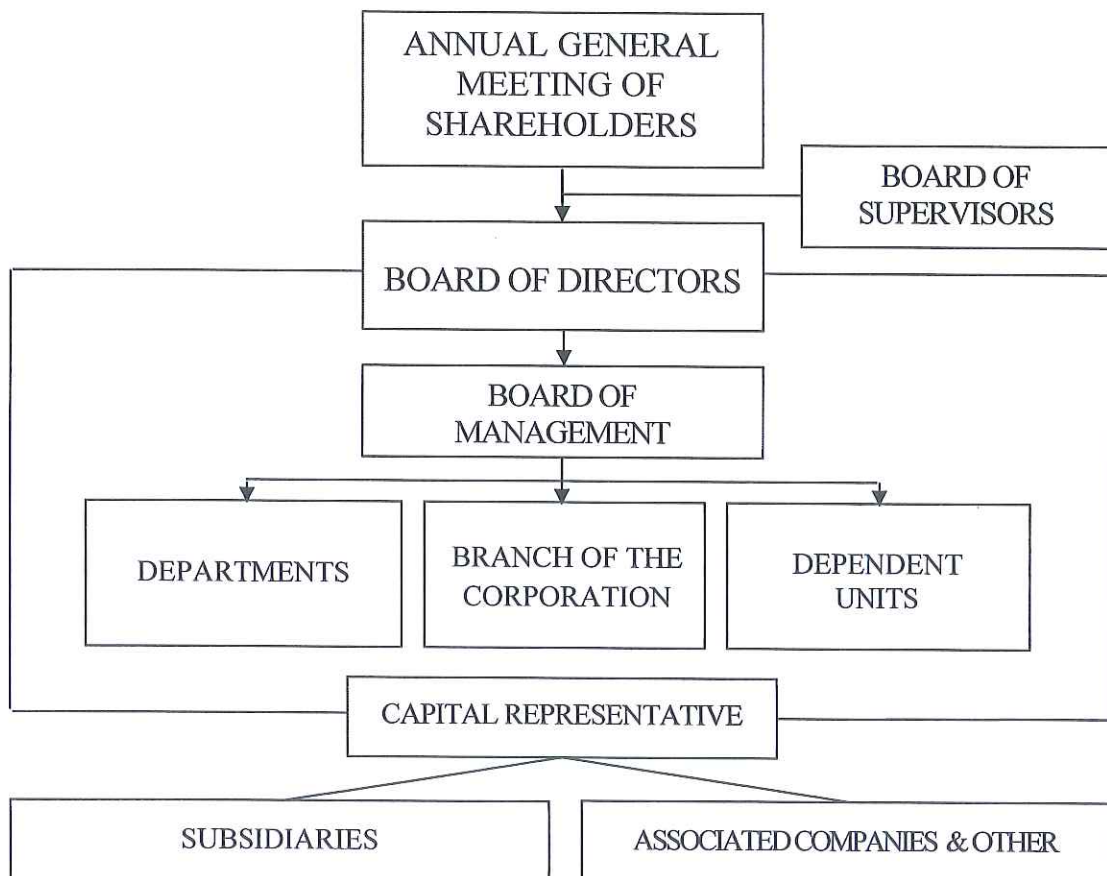 ANNUAL GENERAL
MEETING OF
SHAREHOLDERS
BOARD OF
SUPERVISORS
BOARD OF DIRECTORS
BOARD OF
MANAGEMENT
DEPARTMENTS
BRANCH OF THE
CORPORATION
DEPENDENT
UNITS
CAPITAL REPRESENTATIVE
SUBSIDIARIES
ASSOCIATED COMPANIES & OTHER